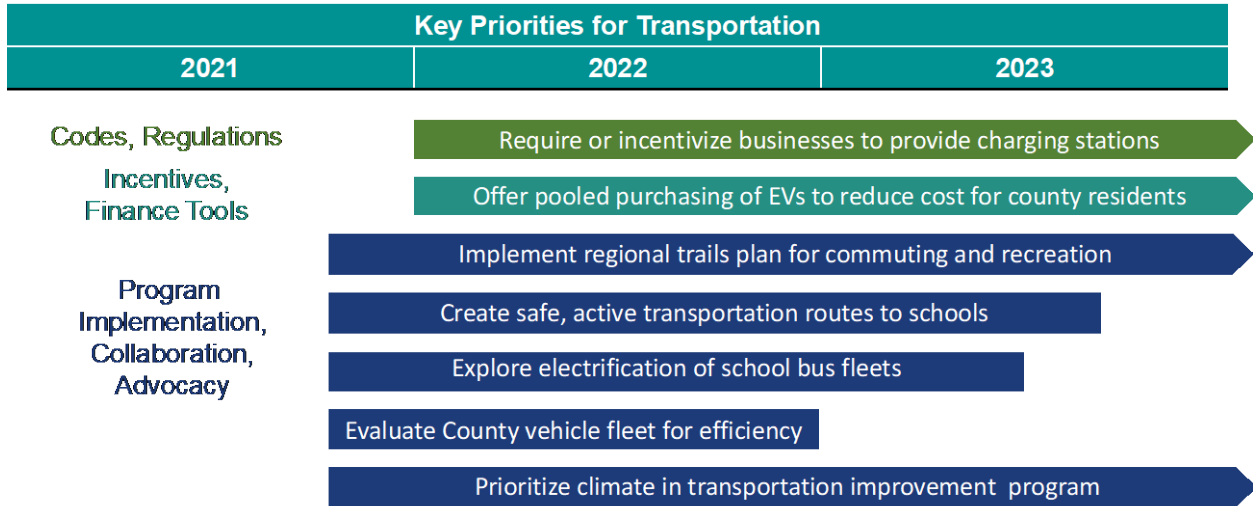 Key Priorities for Transportation
2021 2022 2023
Codes, Regulations
Require or incentivize businesses to provide charging stations
Incentives,
Finance Tools
Offer pooled purchasing of EVs to reduce cost for county residents
Program
Implementation,
Collaboration,
Advocacy
Implement regional trails plan for commuting and recreation
Create safe, active transportation routes to schools
Explore electrification of school bus fleets
Evaluate County vehicle fleet for efficiency
Prioritize climate in transportation improvement program